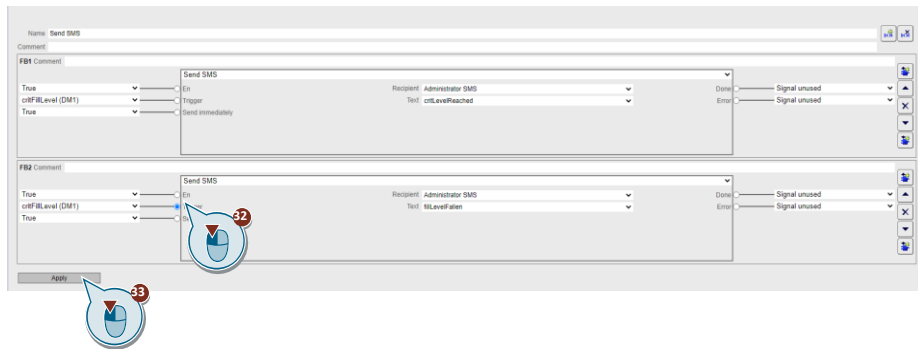 Name Send SMS
Comment
FB1 Comment
Send SMS
True En Recipient Administrator SMS Done Signal unused
critFillLevel (DM1) Trigger Text critLevelReached Error Signal unused
True Send immediately
FB2 Comment
Send SMS
True En Recipient Administrator SMS Done Signal unused
critFillLevel (DM1) Text fillLevelFallen Error Signal unused
True
32
Apply
33